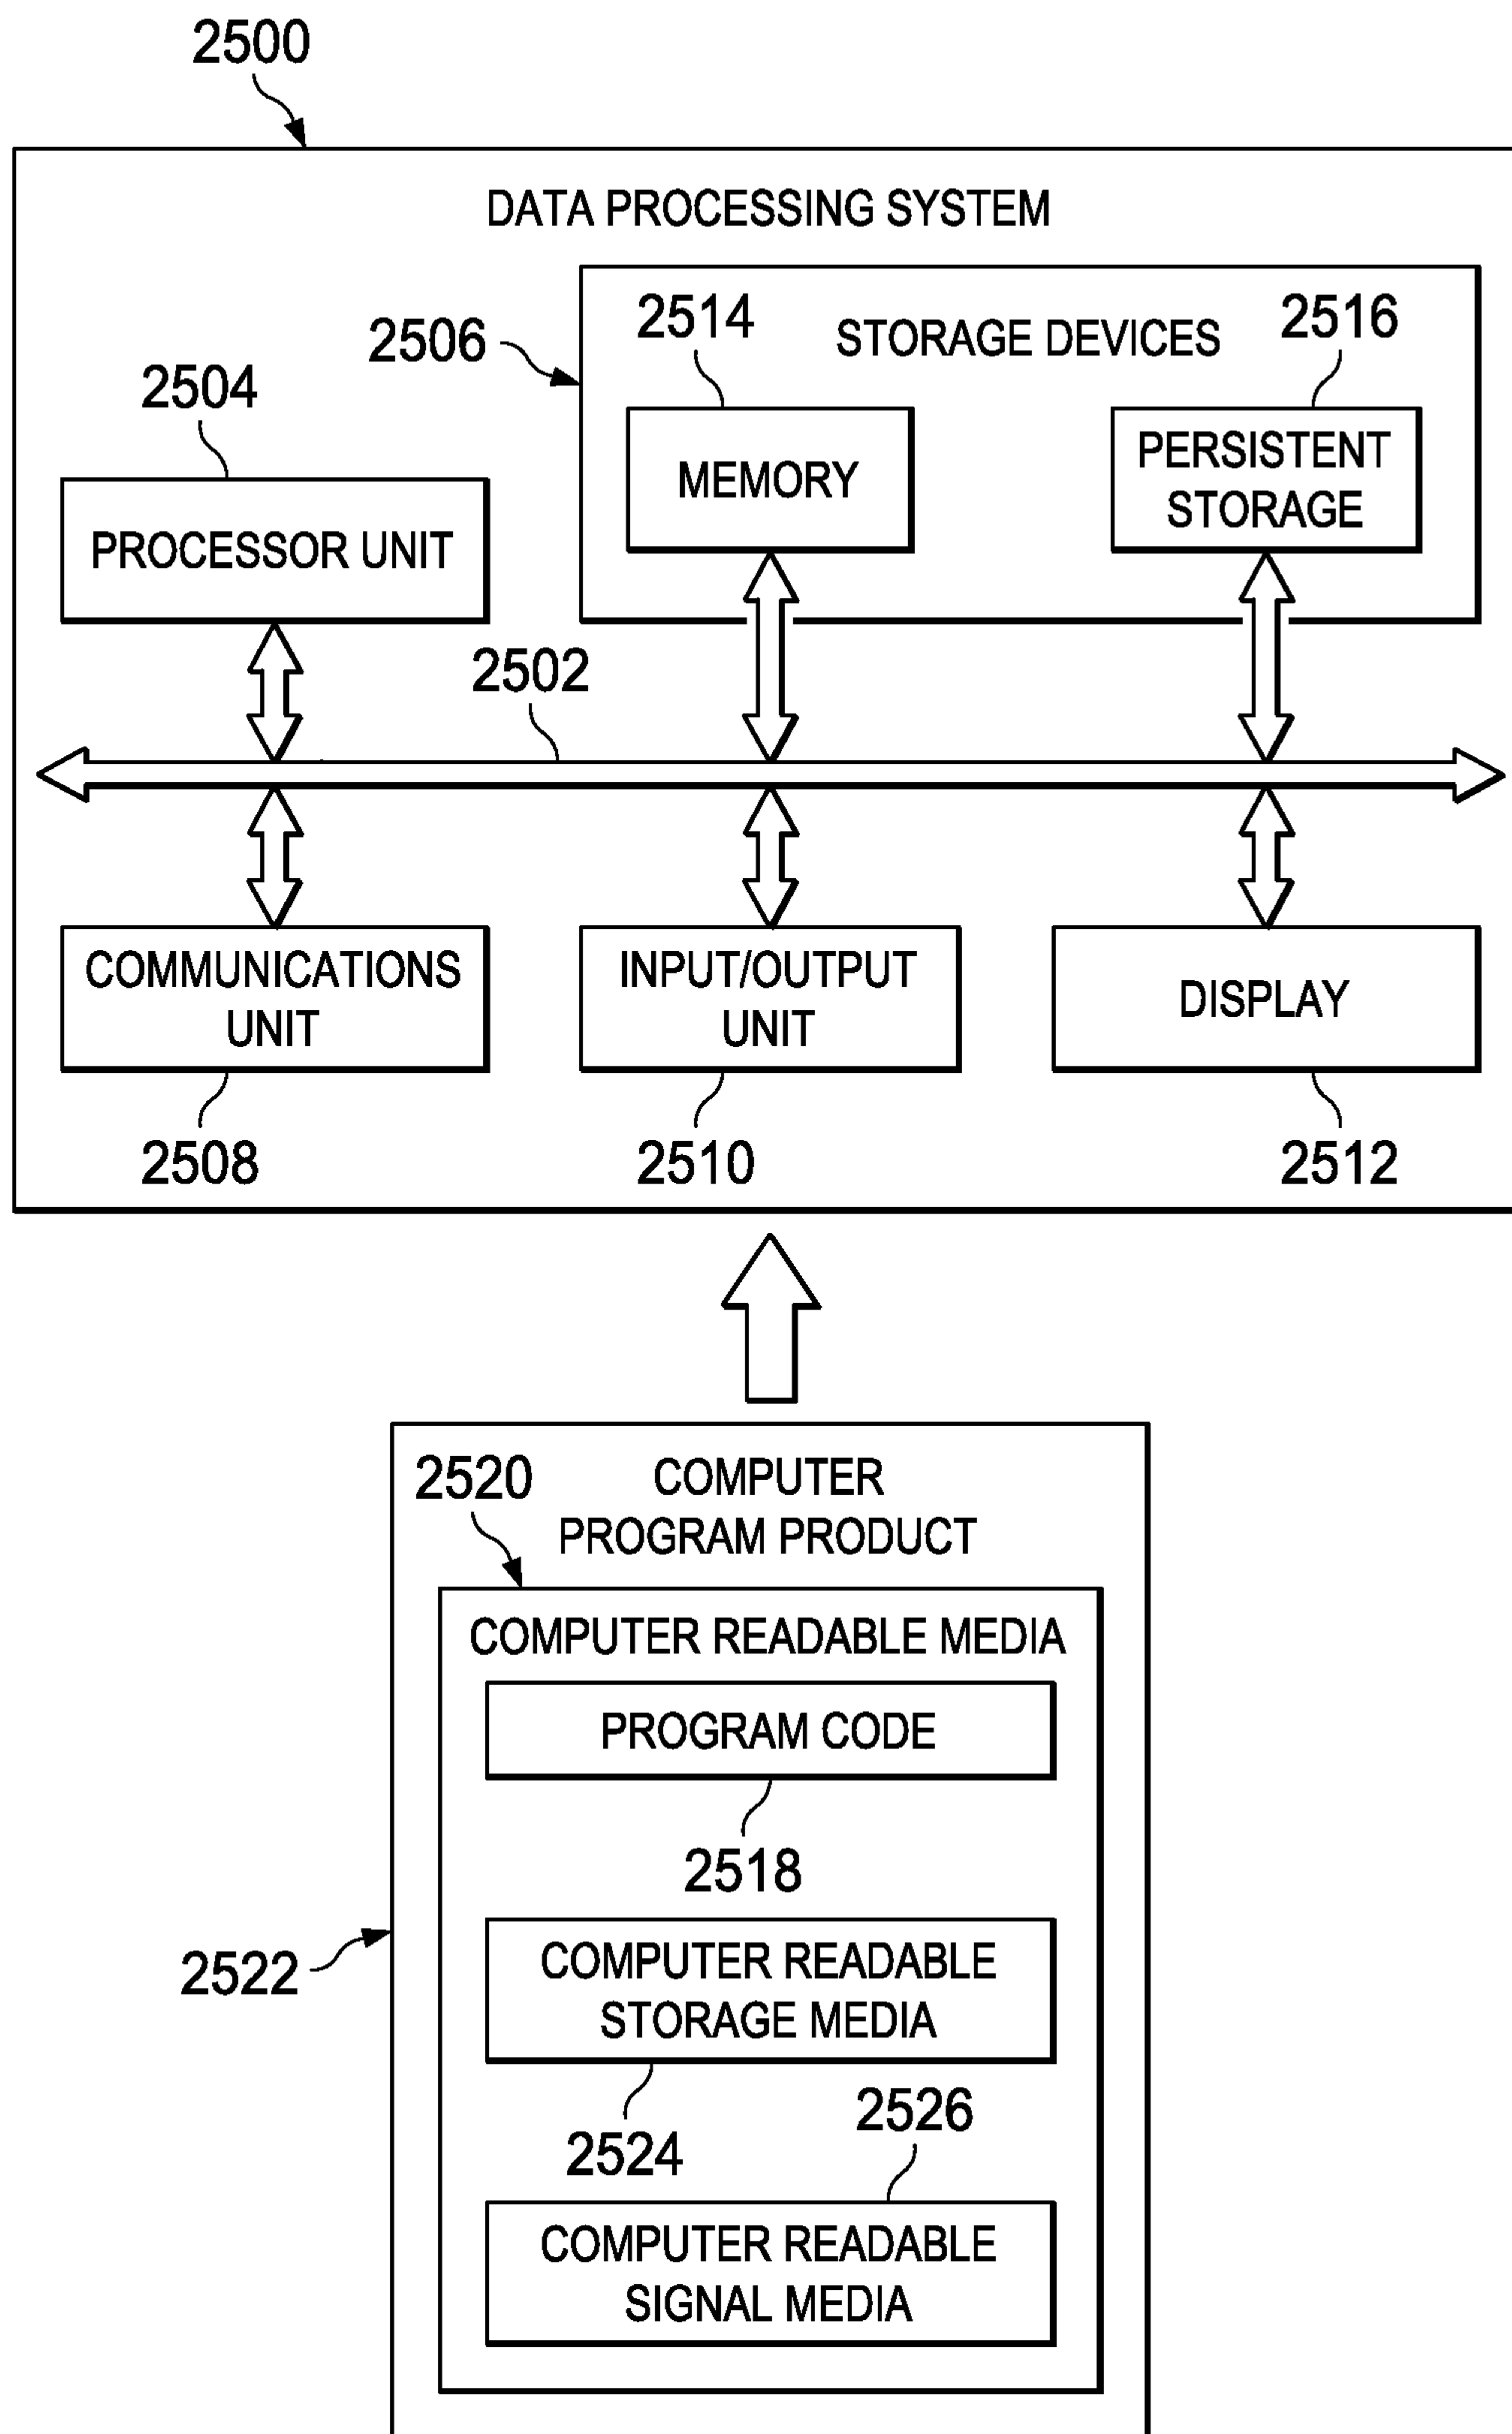 2500
DATA PROCESSING SYSTEM
2506
2514
STORAGE DEVICES
2516
2504
MEMORY
PERSISTENT
STORAGE
PROCESSOR UNIT
2502
COMMUNICATIONS
UNIT
INPUT/OUTPUT
UNIT
DISPLAY
2508
2510
2512
2520
COMPUTER
PROGRAM PRODUCT
COMPUTER READABLE MEDIA
PROGRAM CODE
2518
2522
COMPUTER READABLE
STORAGE MEDIA
2524
2526
COMPUTER READABLE
SIGNAL MEDIA